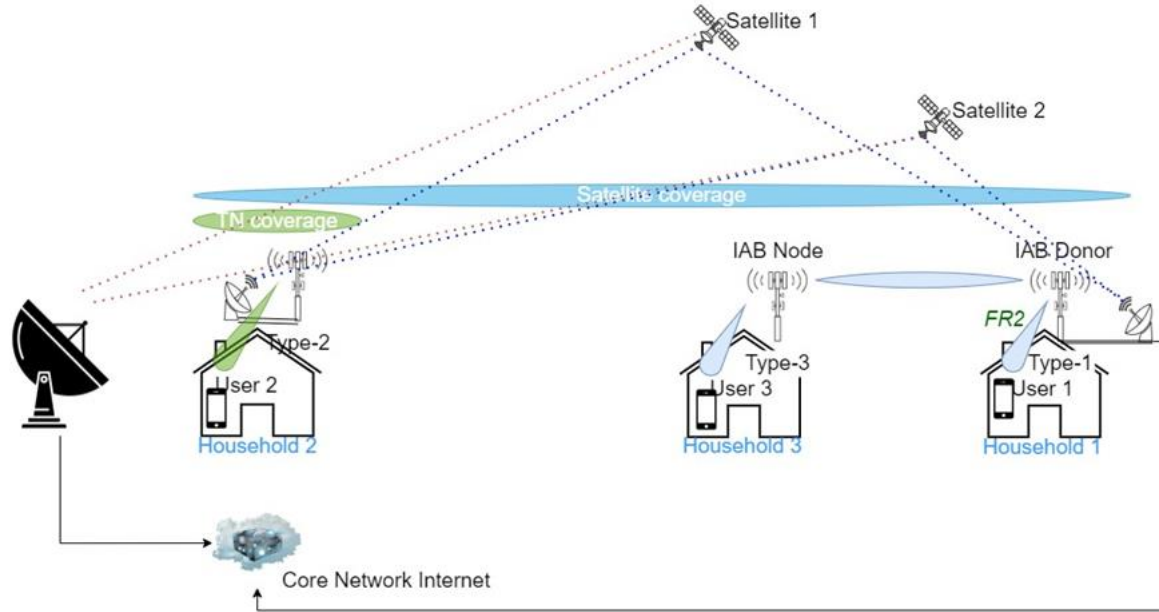 Satellite 1
Satellite 2
Satellite coverage
TN coverage
IAB Node
IAB Donor
FR2
Type-2
Type-3
Type-1
User 2
User 3
User 1
Household 2
Household 3
Household 1
Core Network Internet